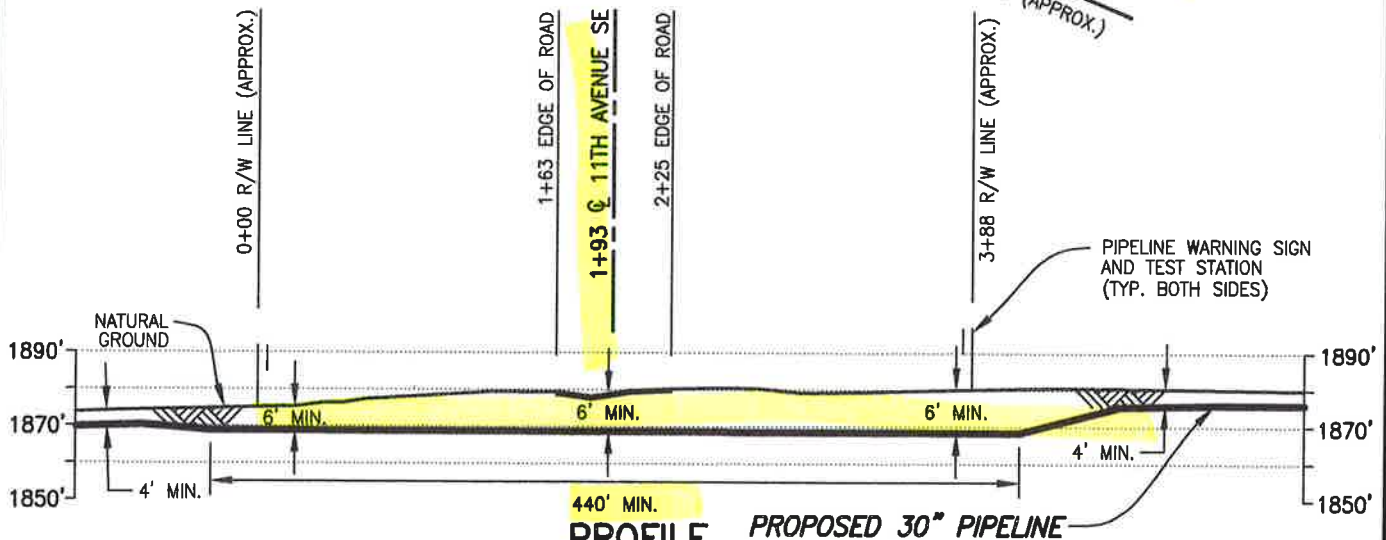 (APPROX.)
0+00 R/W LINE (APPROX.)
1+63 EDGE OF ROAD
1+93 ℄ 11TH AVENUE SE
2+25 EDGE OF ROAD
3+88 R/W LINE (APPROX.)
PIPELINE WARNING SIGN
AND TEST STATION
(TYP. BOTH SIDES)
NATURAL
GROUND
1890'
1890'
6' MIN.
6' MIN.
6' MIN.
1870'
1870'
4' MIN.
4' MIN.
1850'
1850'
440' MIN.
PROFILE
PROPOSED 30" PIPELINE